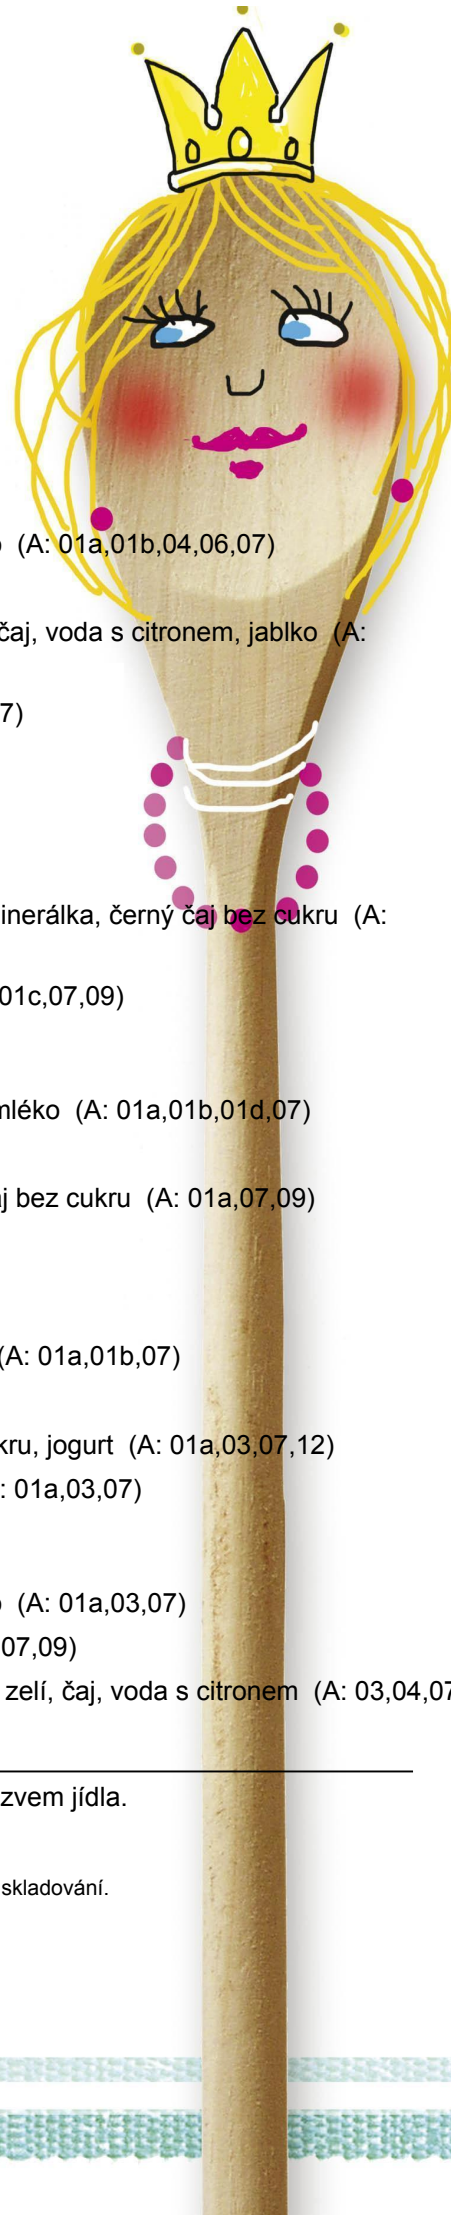 (A: 01a,01b,04,06,07)
čaj, voda s citronem, jablko (A:
7)
inerálka, černý čaj bez cukru (A:
01c,07,09)
mléko (A: 01a,01b,01d,07)
j bez cukru (A: 01a,07,09)
(A: 01a,01b,07)
kru, jogurt (A: 01a,03,07,12)
: 01a,03,07)
o (A: 01a,03,07)
07,09)
zelí, čaj, voda s citronem (A: 03,04,07
zvem jídla.
skladování.